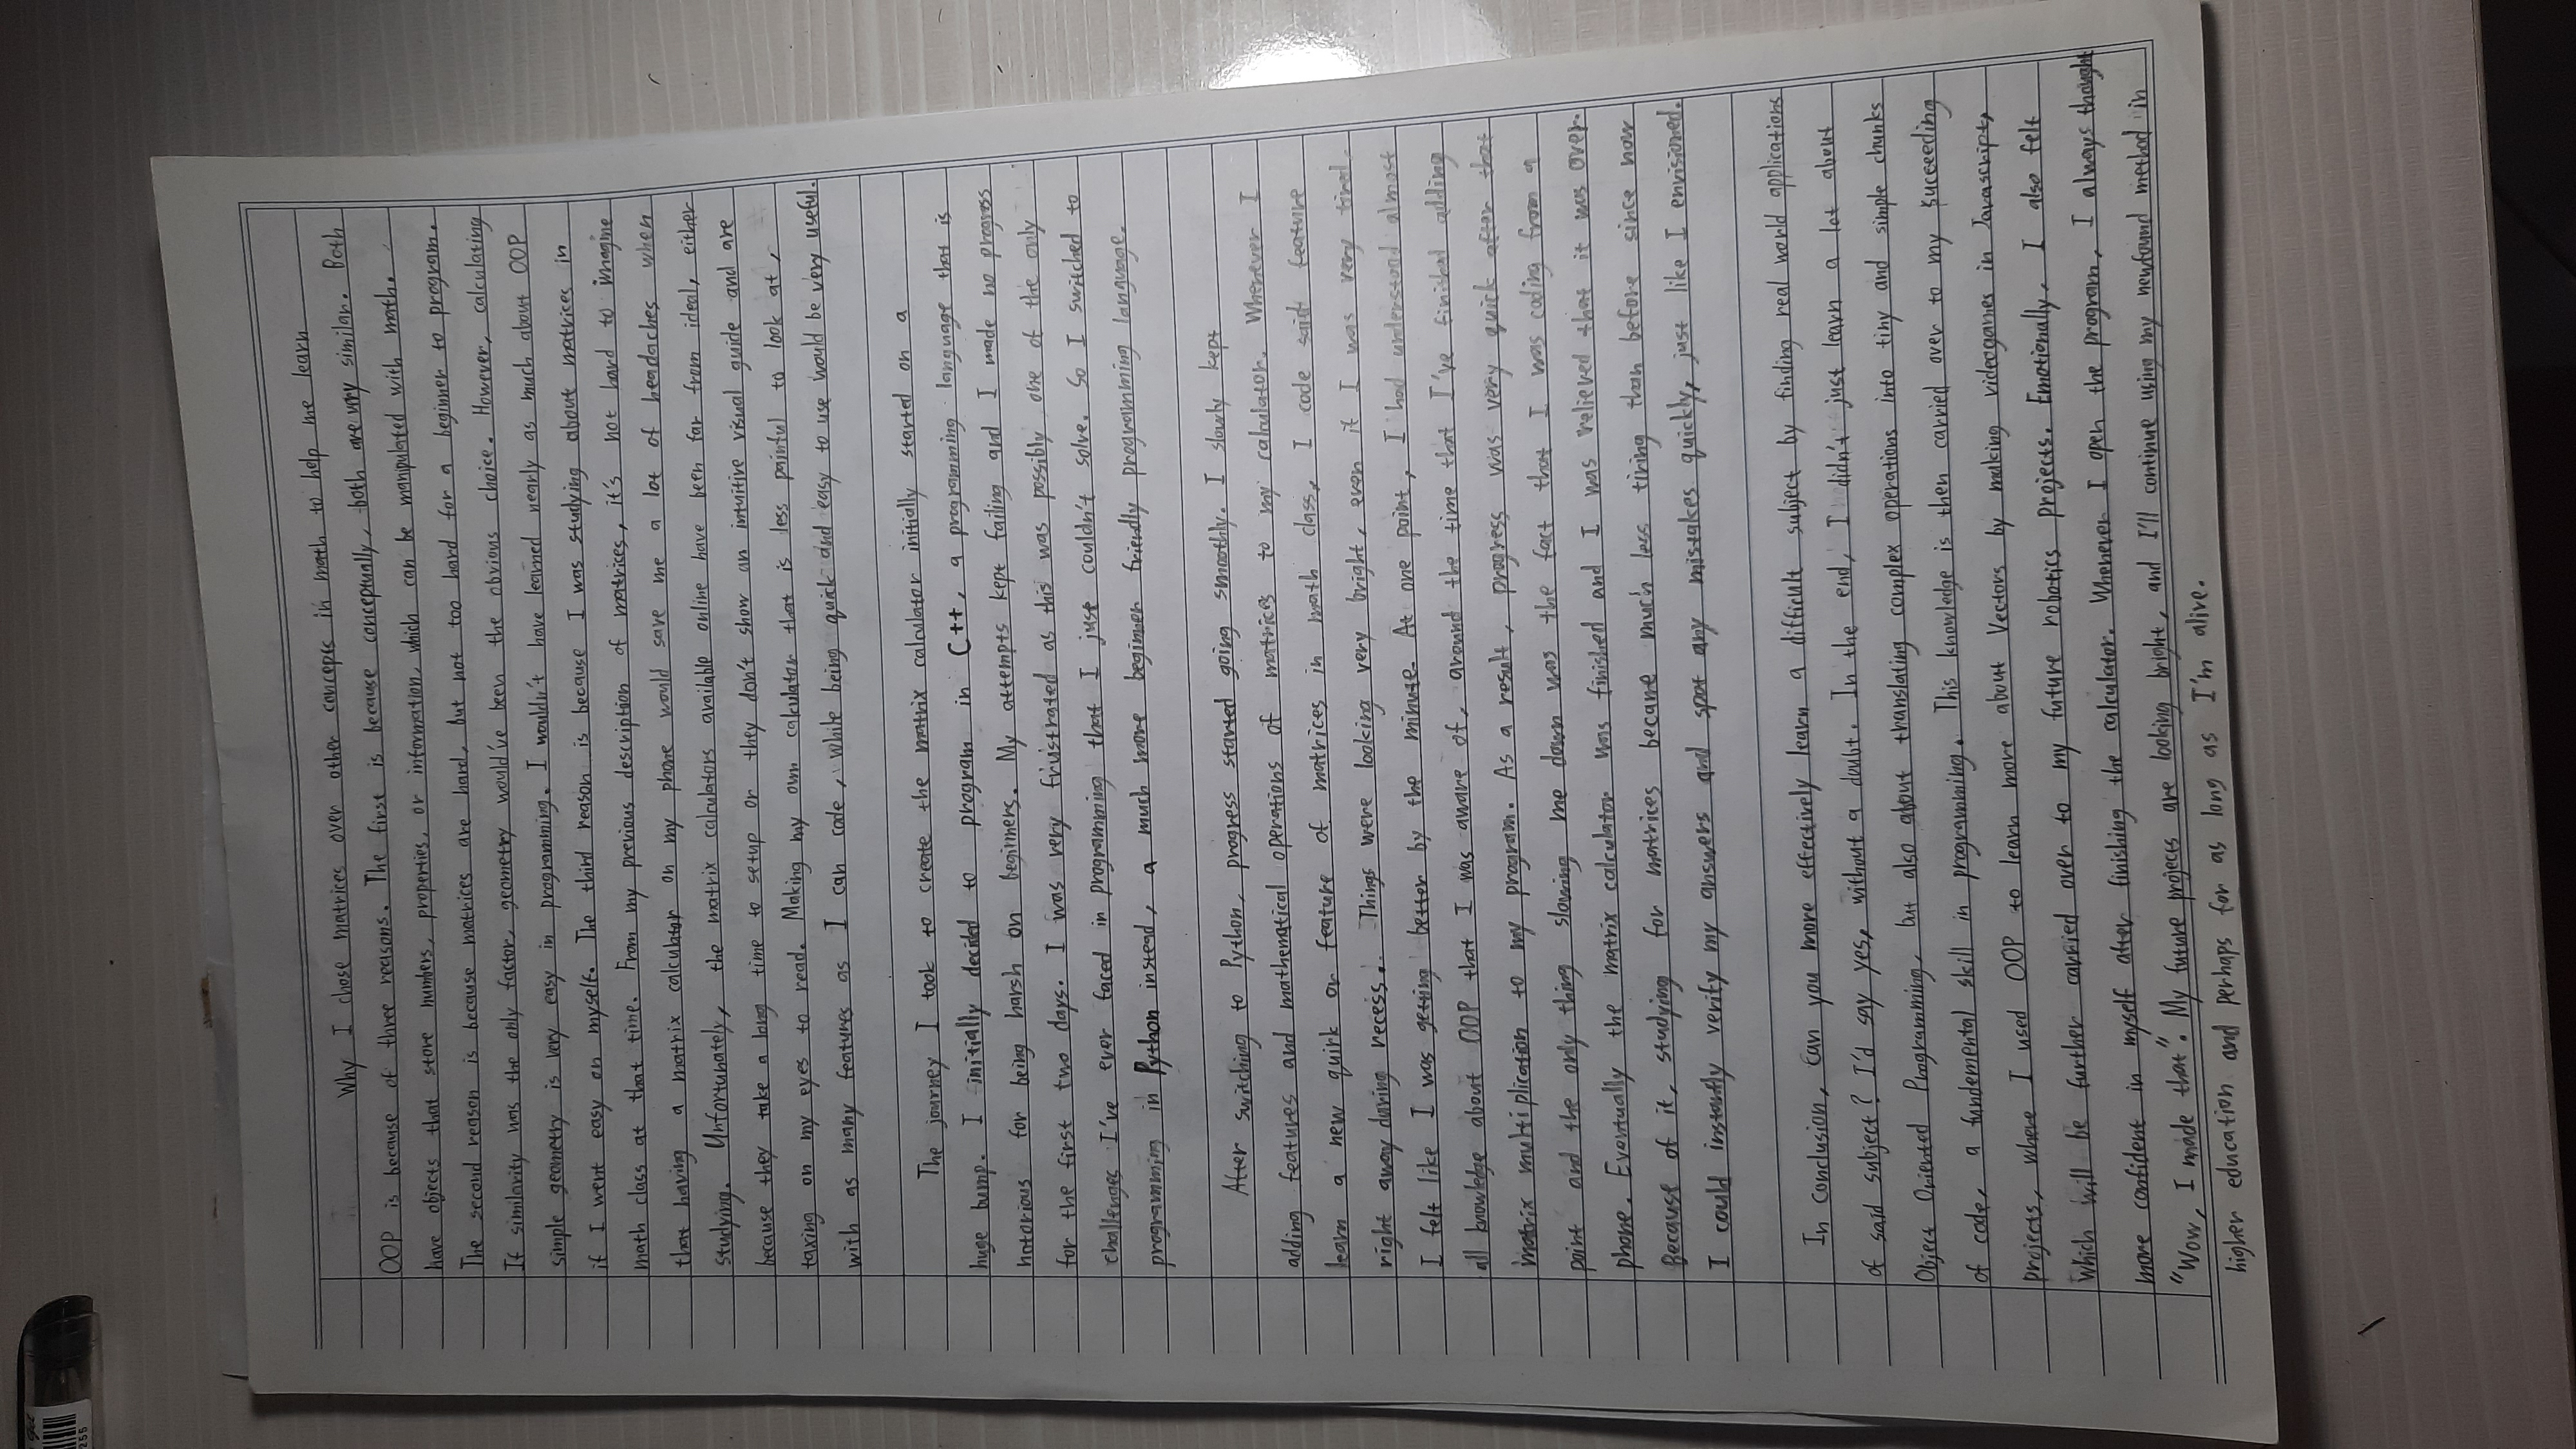 255
Why I chose matrices over other concepts in math to help me learn
OOP is because of three reasons. The first is because conceptually, both are very similar. Both
have objects that store numbers, properties, or information, which can be manipulated with math.
The second reason is because matrices are hard, but not too hard for a beginner to program.
If similarity was the only factor, geometry would've been the obvious choice. However, calculating
simple geometry is very easy in programming. I wouldn't have learned nearly as much about OOP
if I went easy on myself. The third reason is because I was studying about matrices in
math class at that time. From my previous description of matrices, it's not hard to imagine
that having a matrix calculator on my phone would save me a lot of headaches when
studying. Unfortunately, the matrix calculators available online have been far from ideal, either
because they take a long time to setup or they don't show an intuitive visual guide and are
taxing on my eyes to read. Making my own calculator that is less painful to look at,
with as many features as I can code, while being quick and easy to use would be very useful.
The journey I took to create the matrix calculator initially started on a
huge bump. I initially decided to program in C++, a programming language that is
notorious for being harsh on beginners. My attempts kept failing and I made no progress
for the first two days. I was very frustrated as this was possibly one of the only
challenges I've ever faced in programming that I just couldn't solve. So I switched to
programming in Python instead, a much more beginner friendly programming language.
After switching to Python, progress started going smoothly. I slowly kept
adding features and mathematical operations of matrices to my calculator. Whenever I
learn a new quirk or feature of matrices in math class, I code said feature
right away during recess. Things were looking very bright, even if I was very tired.
I felt like I was getting better by the minute. At one point, I had understand almost
all knowledge about OOP that I was aware of, around the time that I've finished adding
matrix multiplication to my program. As a result, progress was very quick after that
point and the only thing slowing me down was the fact that I was coding from a
phone. Eventually the matrix calculator was finished and I was relieved that it was over.
Because of it, studying for matrices became much less tiring than before since now
I could instantly verify my answers and spot any mistakes quickly, just like I envisioned.
In conclusion, can you more effectively learn a difficult subject by finding real world applications
of said subject? I'd say yes, without a doubt. In the end, I didn't just learn a lot about
Object Oriented Programming, but also about translating complex operations into tiny and simple chunks
of code, a fundemental skill in programming. This knowledge is then carried over to my succeeding
projects, where I used OOP to learn more about Vectors by making videogames in Javascript,
which will be further carried over to my future robotics projects. Emotionally, I also felt
more confident in myself after finishing the calculator. Whenever I open the program, I always thought
"Wow, I made that". My future projects are looking bright, and I'll continue using my newfound method in
higher education and perhaps for as long as I'm alive.